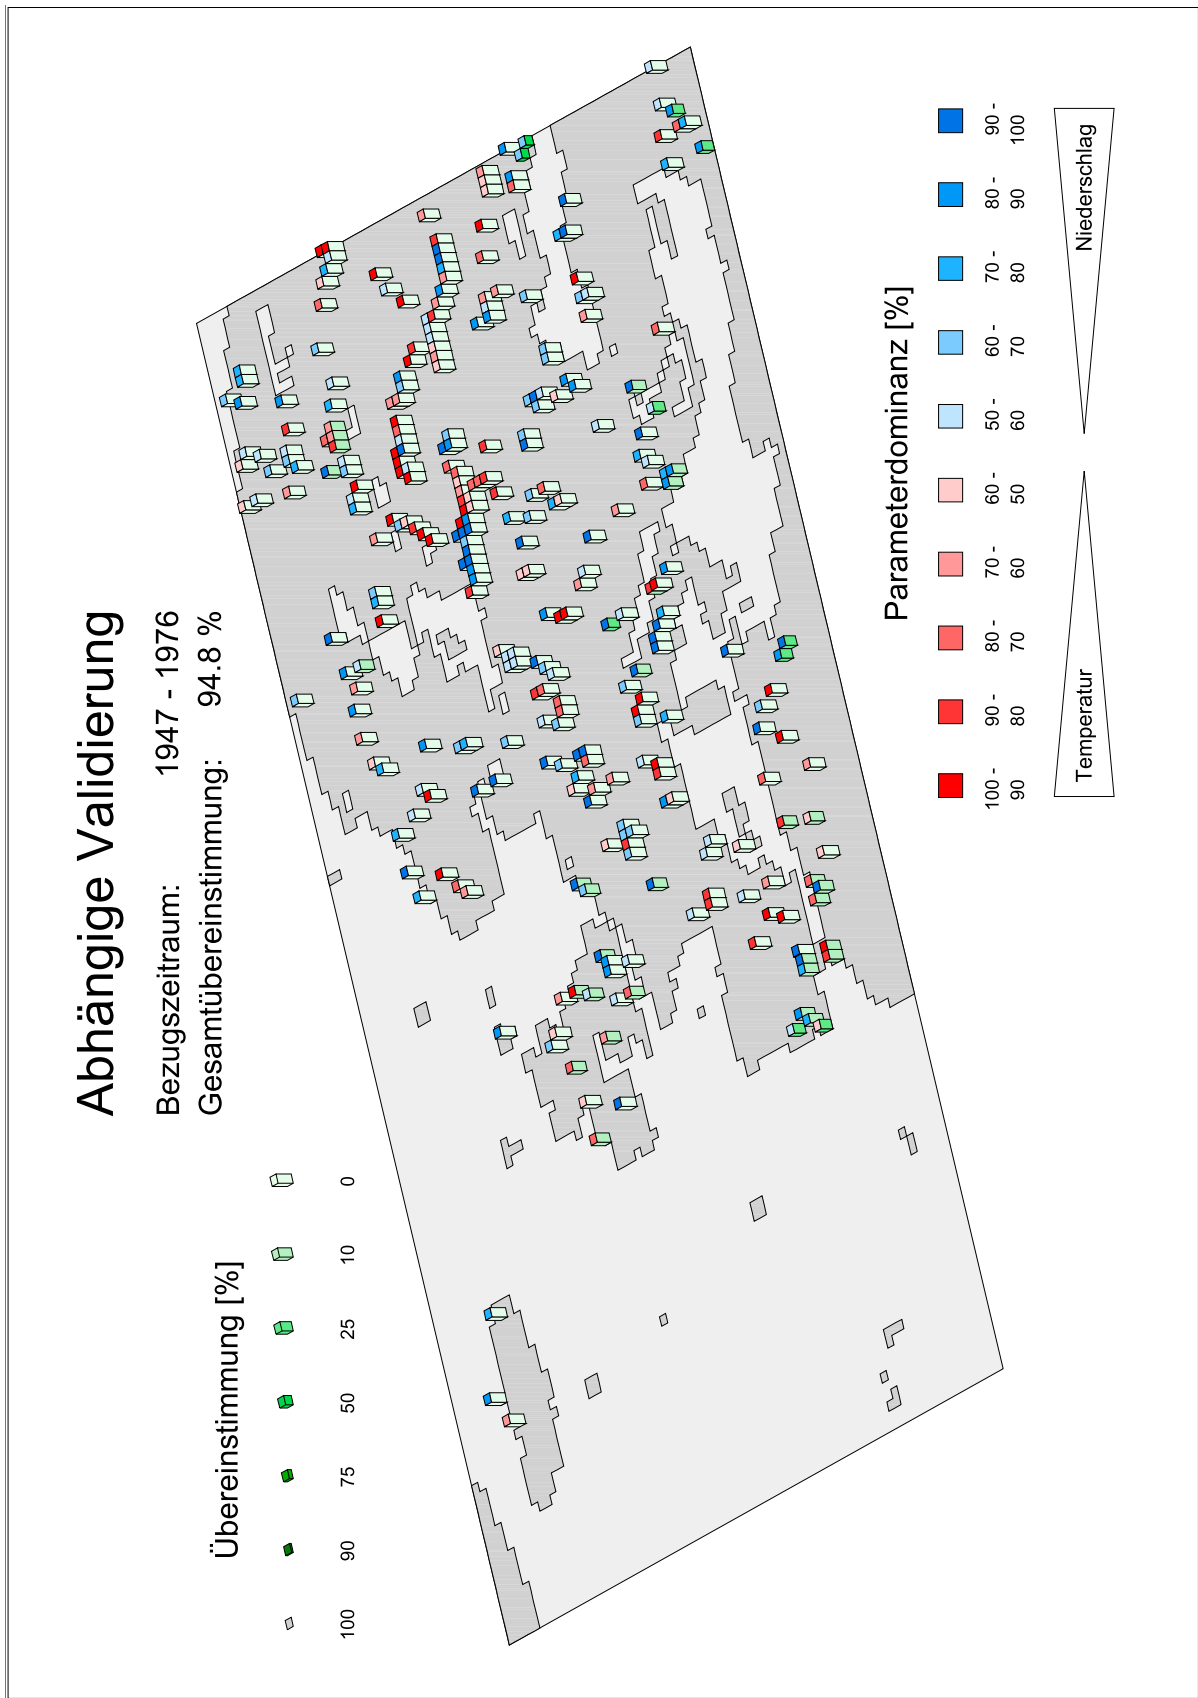 Abhängige Validierung
Bezugszeitraum: 1947 - 1976
Gesamtübereinstimmung: 94.8 %
Übereinstimmung [%]
100 90 75 50 25 10 0
Parameterdominanz [%]
100 - 90 - 80 - 70 - 60 - 50 - 60 - 70 - 80 - 90 -
90 80 70 60 50 60 70 80 90 100
Temperatur Niederschlag